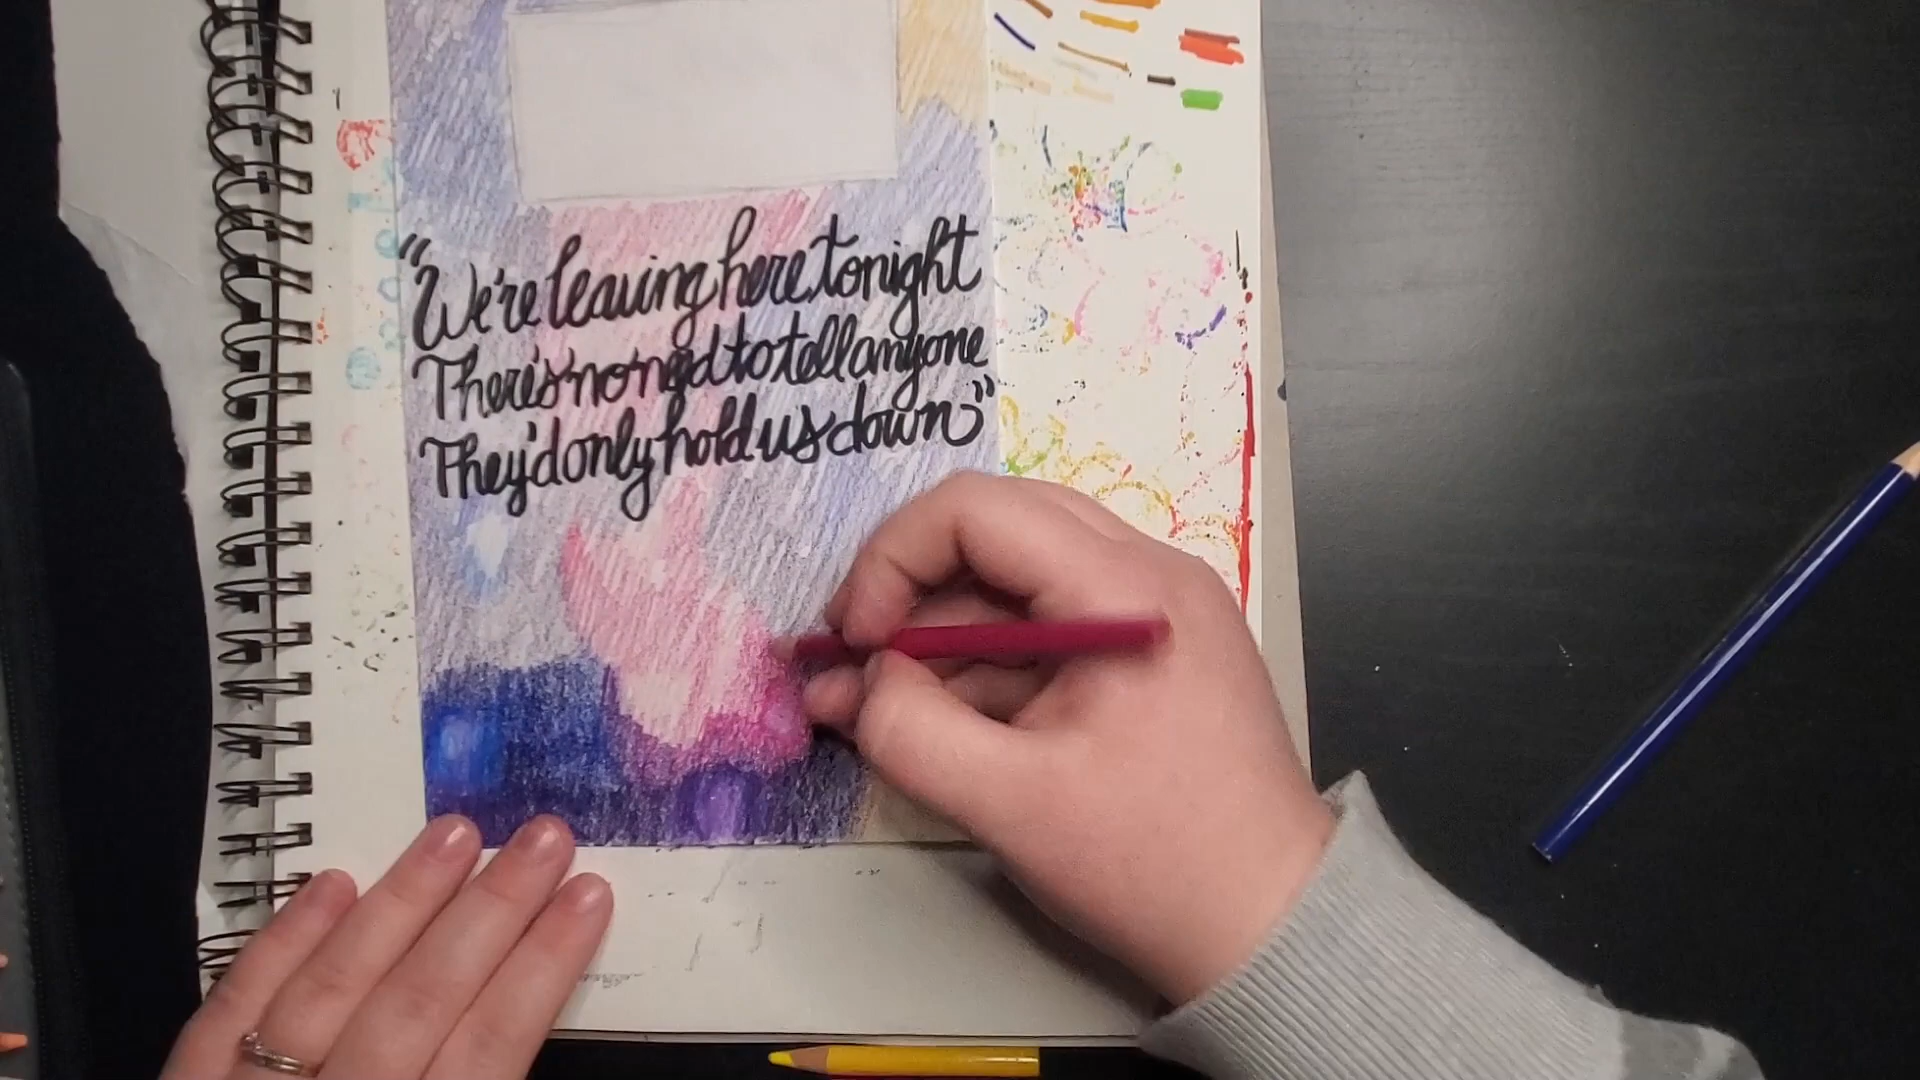 “We're leaving here tonight
There's no need to tell anyone
They'd only hold us down”